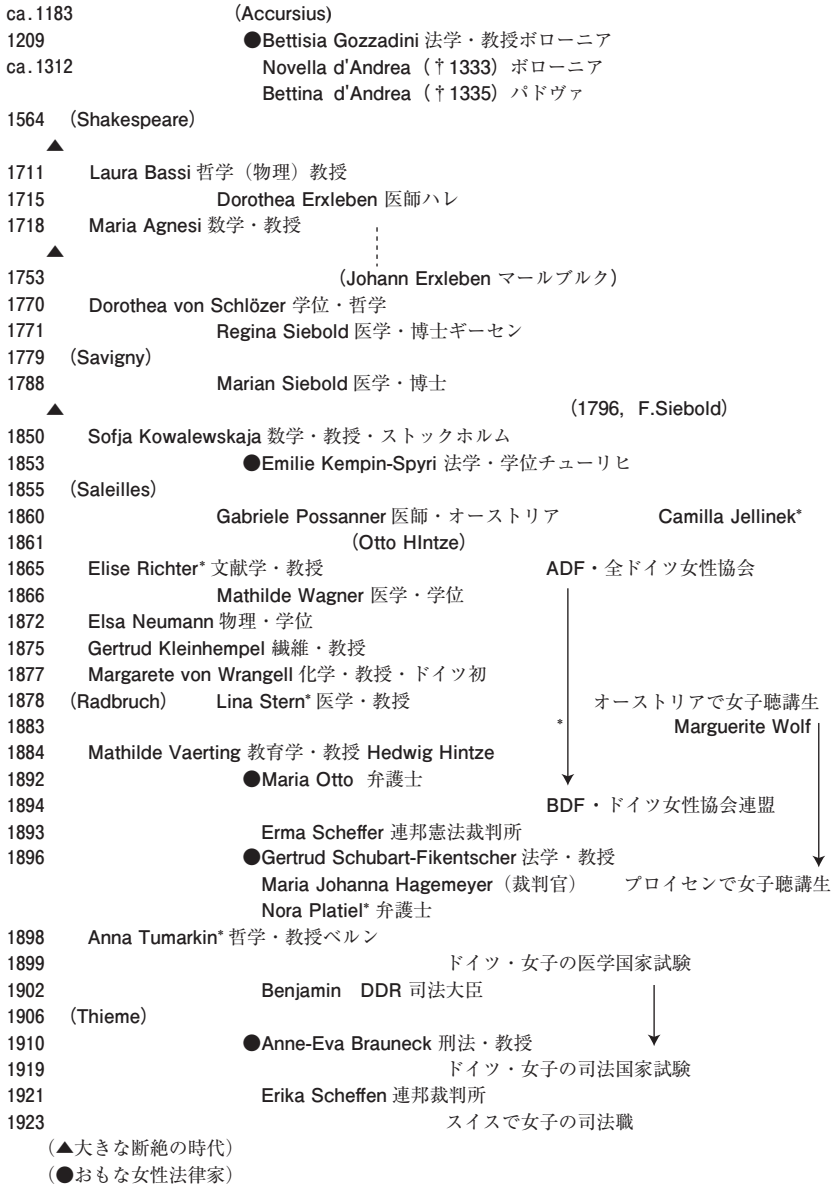 ca.1183 (Accursius)
1209 ●Bettisia Gozzadini 法学・教授ボローニア
ca.1312 Novella d'Andrea（†1333）ボローニア
Bettina d'Andrea（†1335）パドヴァ
1564 （Shakespeare）
▲
1711 Laura Bassi 哲学（物理）教授
1715 Dorothea Erxleben 医師ハレ
1718 Maria Agnesi 数学・教授
▲
1753 （Johann Erxleben マールブルク）
1770 Dorothea von Schlözer 学位・哲学
1771 Regina Siebold 医学・博士ギーセン
1779 （Savigny）
1788 Marian Siebold 医学・博士
▲ （1796, F.Siebold）
1850 Sofja Kowalewskaja 数学・教授・ストックホルム
1853 ●Emilie Kempin-Spyri 法学・学位チューリヒ
1855 （Saleilles）
1860 Gabriele Possanner 医師・オーストリア Camilla Jellinek*
1861 （Otto HIntze）
1865 Elise Richter* 文献学・教授 ADF・全ドイツ女性協会
1866 Mathilde Wagner 医学・学位
1872 Elsa Neumann 物理・学位
1875 Gertrud Kleinhempel 繊維・教授
1877 Margarete von Wrangell 化学・教授・ドイツ初
1878 （Radbruch） Lina Stern* 医学・教授 オーストリアで女子聴講生
1883 * Marguerite Wolf
1884 Mathilde Vaerting 教育学・教授 Hedwig Hintze
1892 ●Maria Otto 弁護士
1894 BDF・ドイツ女性協会連盟
1893 Erma Scheffer 連邦憲法裁判所
1896 ●Gertrud Schubart-Fikentscher 法学・教授
Maria Johanna Hagemeyer（裁判官） プロイセンで女子聴講生
Nora Platiel* 弁護士
1898 Anna Tumarkin* 哲学・教授ベルン
1899 ドイツ・女子の医学国家試験
1902 Benjamin DDR 司法大臣
1906 （Thieme）
1910 ●Anne-Eva Brauneck 刑法・教授
1919 ドイツ・女子の司法国家試験
1921 Erika Scheffen 連邦裁判所
1923 スイスで女子の司法職
（▲大きな断絶の時代）
（●おもな女性法律家）